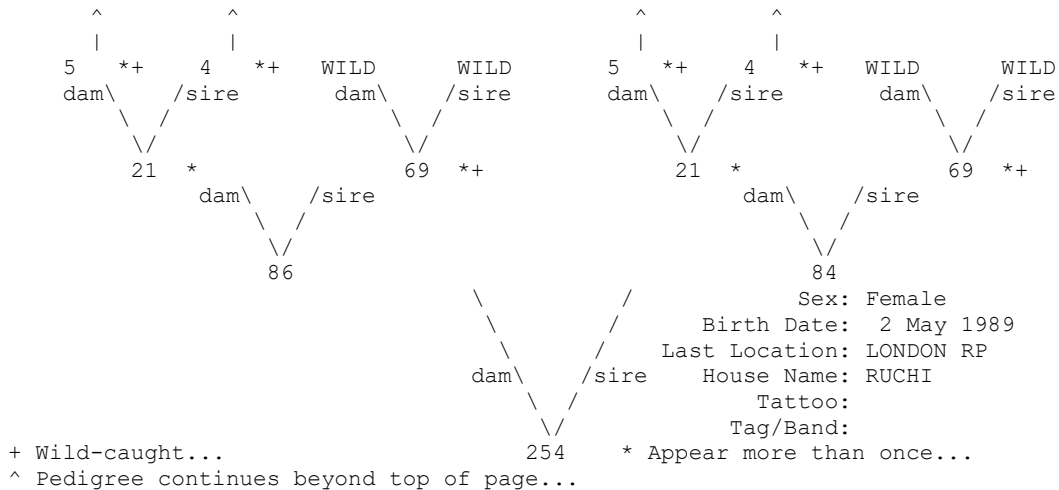 ^ ^ ^ ^
| | | |
5 *+ 4 *+ WILD WILD 5 *+ 4 *+ WILD WILD
dam\ /sire dam\ /sire dam\ /sire dam\ /sire
\ / \ / \ / \ /
\/ \/ \/ \/
21 * 69 *+ 21 * 69 *+
dam\ /sire dam\ /sire
\ / \ /
\/ \/
86 84
\ / Sex: Female
\ / Birth Date: 2 May 1989
\ / Last Location: LONDON RP
dam\ /sire House Name: RUCHI
\ / Tattoo:
\/ Tag/Band:
+ Wild-caught... 254 * Appear more than once...
^ Pedigree continues beyond top of page...